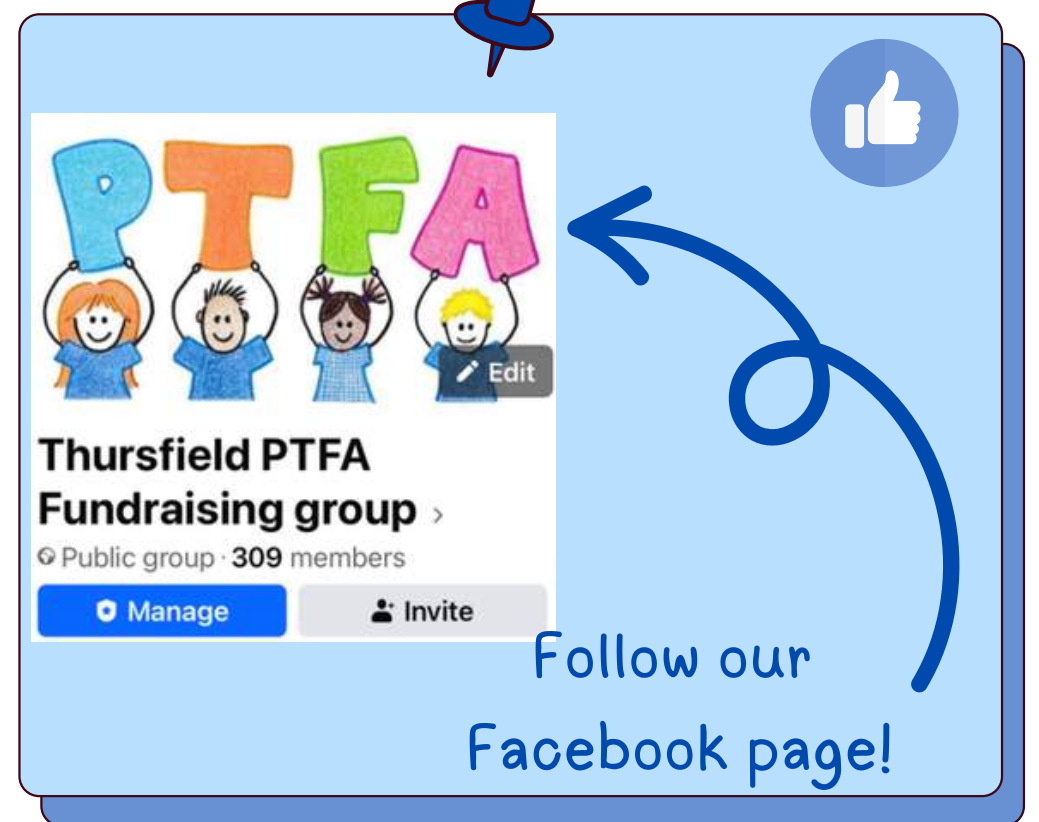 PTFA
Edit
Thursfield PTFA
Fundraising group ›
Public group · 309 members
Manage
Invite
Follow our
Facebook page!